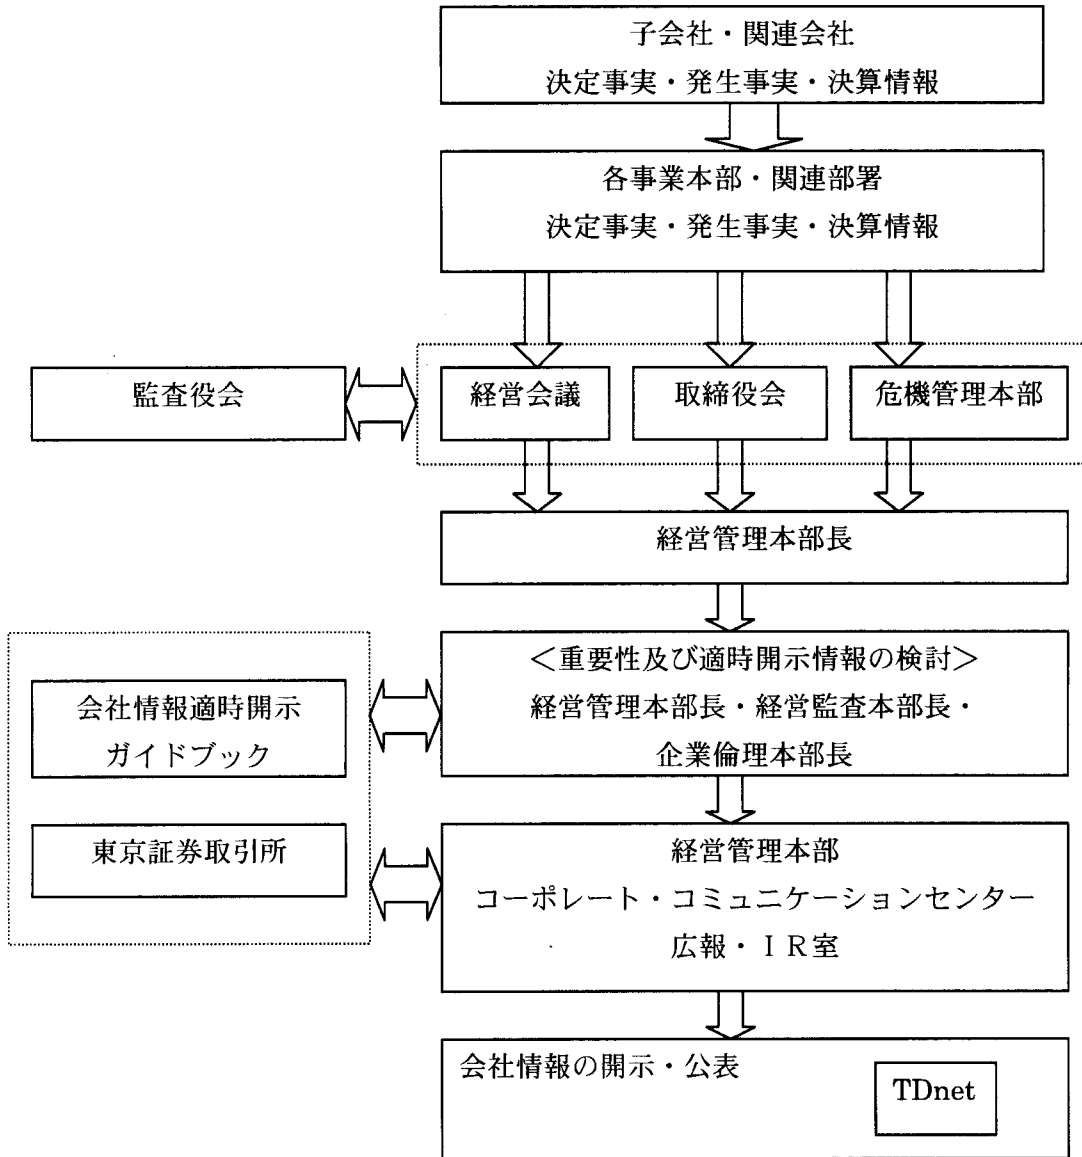 子会社・関連会社
決定事実・発生事実・決算情報
各事業本部・関連部署
決定事実・発生事実・決算情報
監査役会
経営会議
取締役会
危機管理本部
経営管理本部長
＜重要性及び適時開示情報の検討＞
経営管理本部長・経営監査本部長・
企業倫理本部長
会社情報適時開示
ガイドブック
東京証券取引所
経営管理本部
コーポレート・コミュニケーションセンター
広報・ＩＲ室
会社情報の開示・公表
TDnet